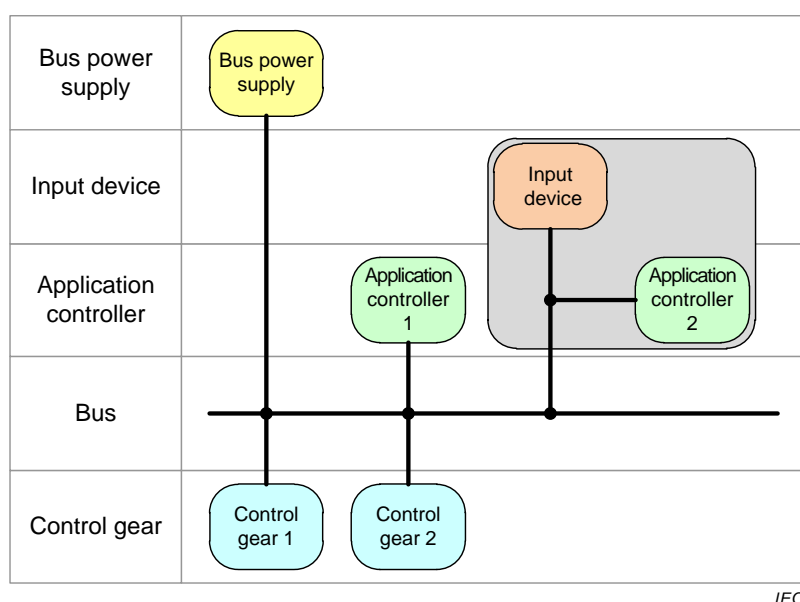 Bus power
supply
Bus power
supply
Input device
Input
device
Application
controller
Application
controller
1
Application
controller
2
Bus
Control gear
Control
gear 1
Control
gear 2
IEC